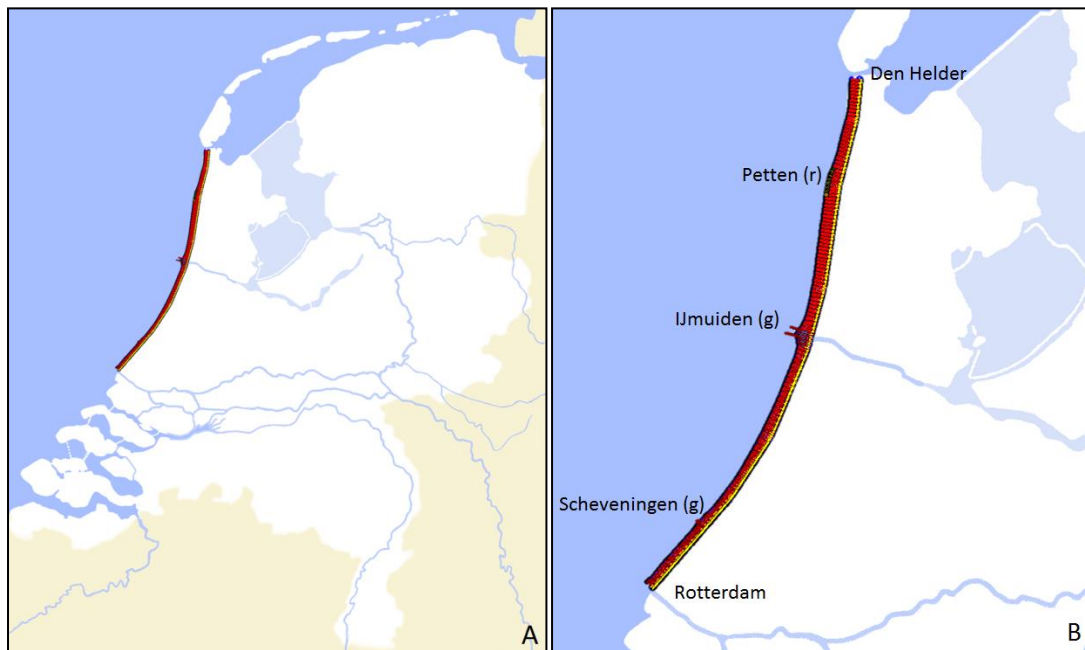 A
Den Helder
Petten (r)
IJmuiden (g)
Scheveningen (g)
Rotterdam
B